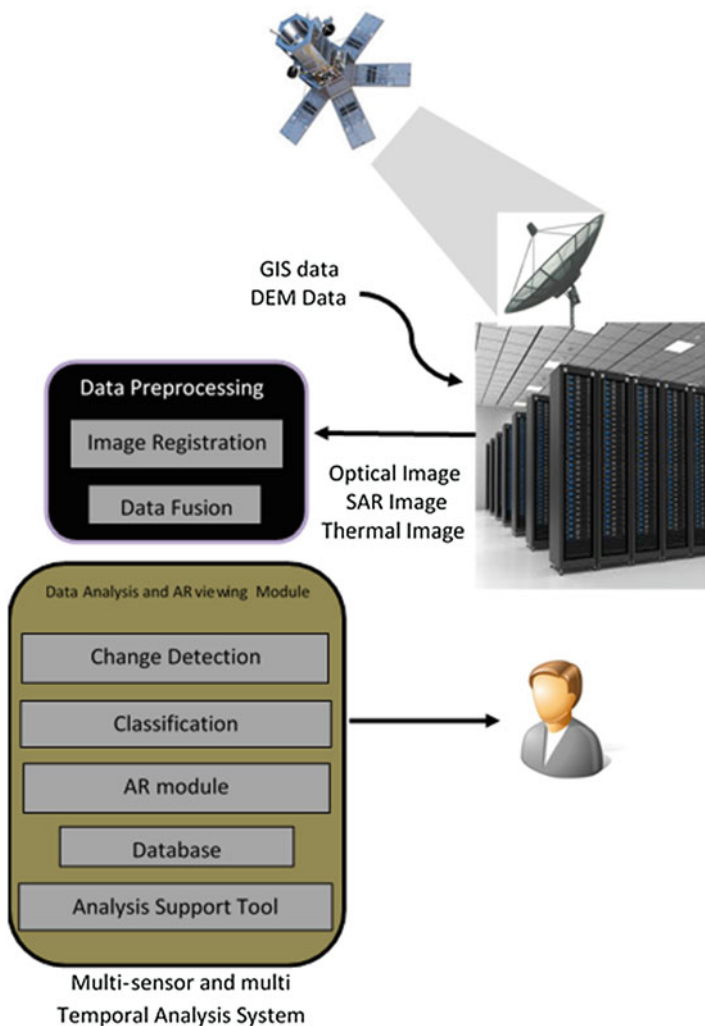 GIS data
DEM Data
Data Preprocessing
Image Registration
Data Fusion
Optical Image
SAR Image
Thermal Image
Data Analysis and AR viewing Module
Change Detection
Classification
AR module
Database
Analysis Support Tool
Multi-sensor and multi
Temporal Analysis System